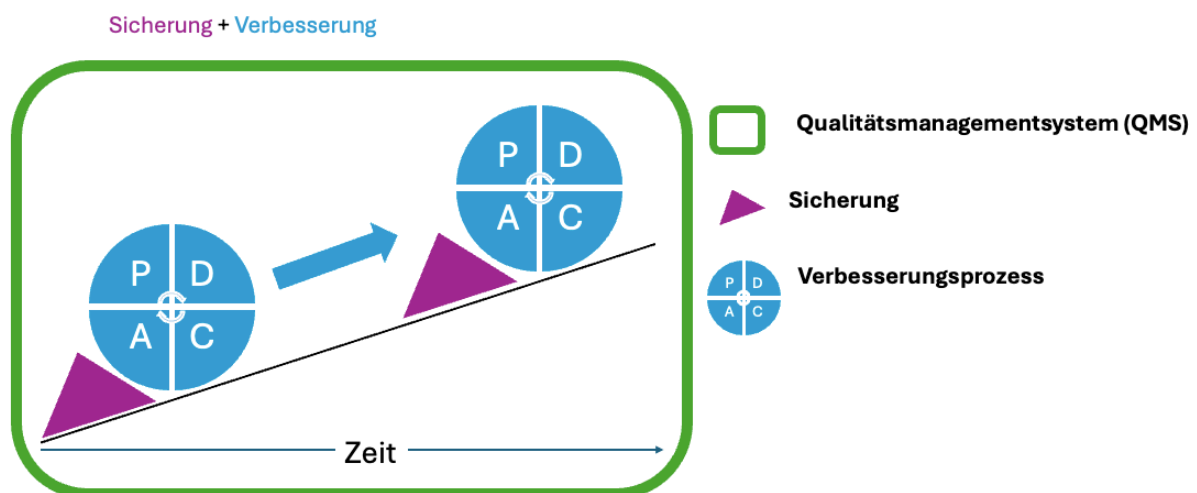 Sicherung + Verbesserung
P D
A C
P D
A C
Zeit
Qualitätsmanagementsystem (QMS)
Sicherung
P D
A C
Verbesserungsprozess